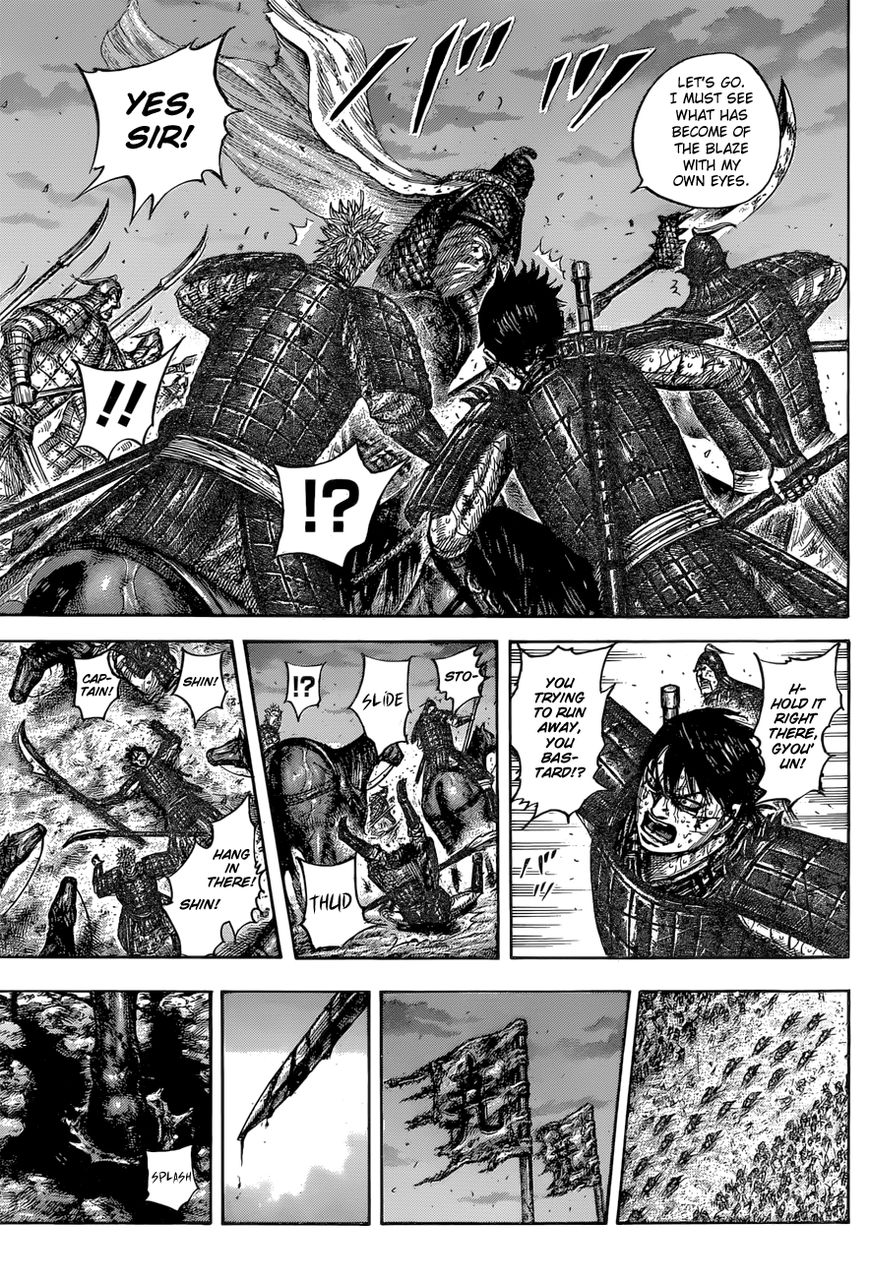 LET'S GO.
I MUST SEE
WHAT HAS
BECOME OF
THE BLAZE
WITH MY
OWN EYES.
YES,
SIR!
!!
!?
H-
HOLD IT
RIGHT
THERE,
GYOU'
UN!
YOU
TRYING
TO RUN
AWAY,
YOU
BAS-
TARD!?
STO-
SLIDE
!?
THUD
SHIN!
CAP-
TAIN!
HANG
IN
THERE!
SHIN!
SPLASH